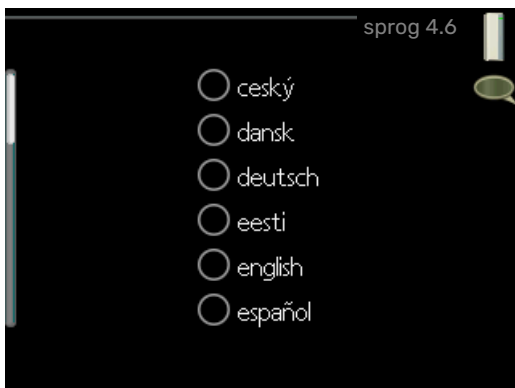 sprog 4.6
ceský
dansk
deutsch
eesti
english
español